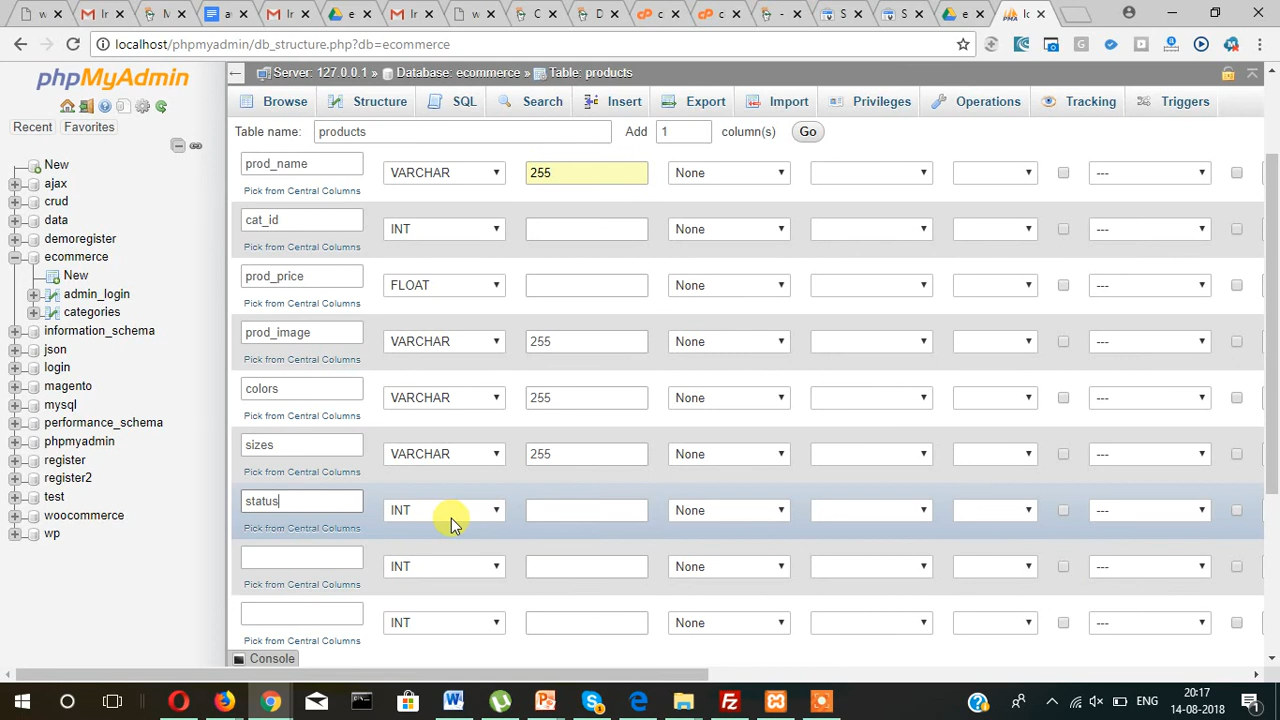 w
Ir
M
a
Ir
e
Ir
w
C
D
c
c
-
S
S
e
PMA
lo
localhost/phpmyadmin/db_structure.php?db=ecommerce
phpMyAdmin
Recent
Favorites
New
ajax
crud
data
demoregister
ecommerce
New
admin_login
categories
information_schema
json
login
magento
mysql
performance_schema
phpmyadmin
register
register2
test
woocommerce
wp
Server: 127.0.0.1 » Database: ecommerce » Table: products
Browse Structure SQL Search Insert Export Import Privileges Operations Tracking Triggers
Table name: products Add 1 column(s) Go
prod_name VARCHAR 255 None ---
Pick from Central Columns
cat_id INT None ---
Pick from Central Columns
prod_price FLOAT None ---
Pick from Central Columns
prod_image VARCHAR 255 None ---
Pick from Central Columns
colors VARCHAR 255 None ---
Pick from Central Columns
sizes VARCHAR 255 None ---
Pick from Central Columns
status INT None ---
Pick from Central Columns
INT None ---
Pick from Central Columns
INT None ---
Pick from Central Columns
Console
ENG
20:17
14-08-2018
1